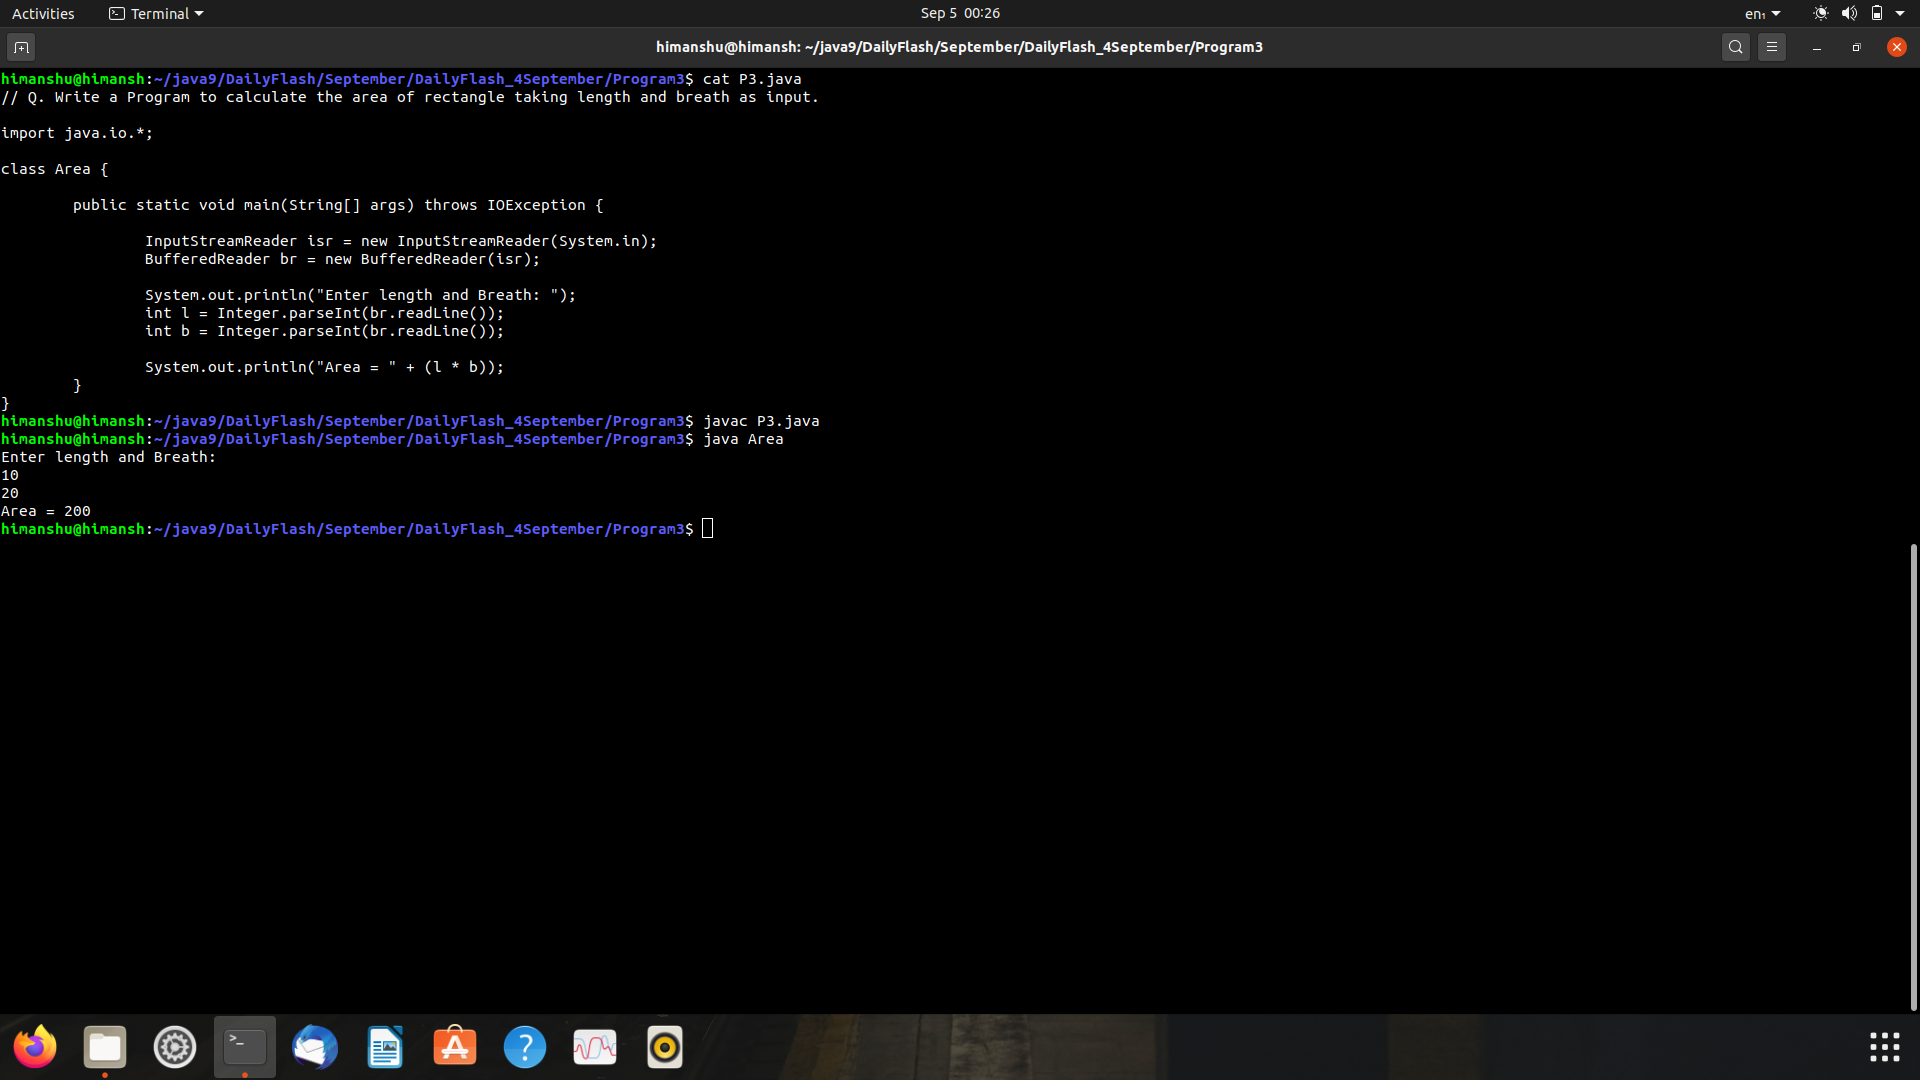 Activities
Terminal
Sep 5 00:26
en₁
himanshu@himansh: ~/java9/DailyFlash/September/DailyFlash_4September/Program3
himanshu@himansh:~/java9/DailyFlash/September/DailyFlash_4September/Program3$ cat P3.java
// Q. Write a Program to calculate the area of rectangle taking length and breath as input.
import java.io.*;
class Area {
public static void main(String[] args) throws IOException {
InputStreamReader isr = new InputStreamReader(System.in);
BufferedReader br = new BufferedReader(isr);
System.out.println("Enter length and Breath: ");
int l = Integer.parseInt(br.readLine());
int b = Integer.parseInt(br.readLine());
System.out.println("Area = " + (l * b));
}
}
himanshu@himansh:~/java9/DailyFlash/September/DailyFlash_4September/Program3$ javac P3.java
himanshu@himansh:~/java9/DailyFlash/September/DailyFlash_4September/Program3$ java Area
Enter length and Breath:
10
20
Area = 200
himanshu@himansh:~/java9/DailyFlash/September/DailyFlash_4September/Program3$